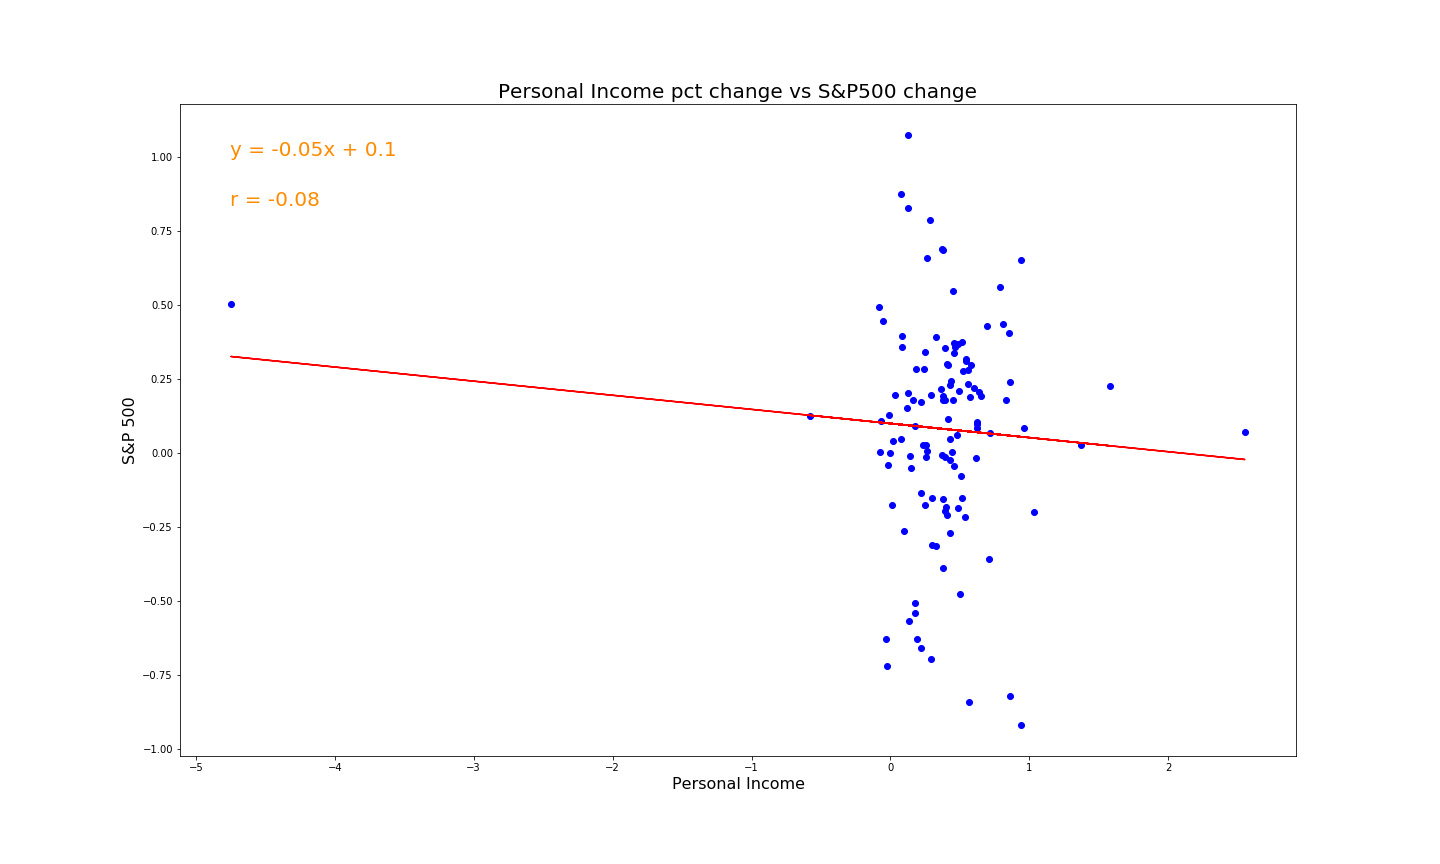 Personal Income pct change vs S&P500 change
y = -0.05x + 0.1
r = -0.08
1.00
0.75
0.50
0.25
0.00
−0.25
−0.50
−0.75
−1.00
S&P 500
−5 −4 −3 −2 −1 0 1 2
Personal Income